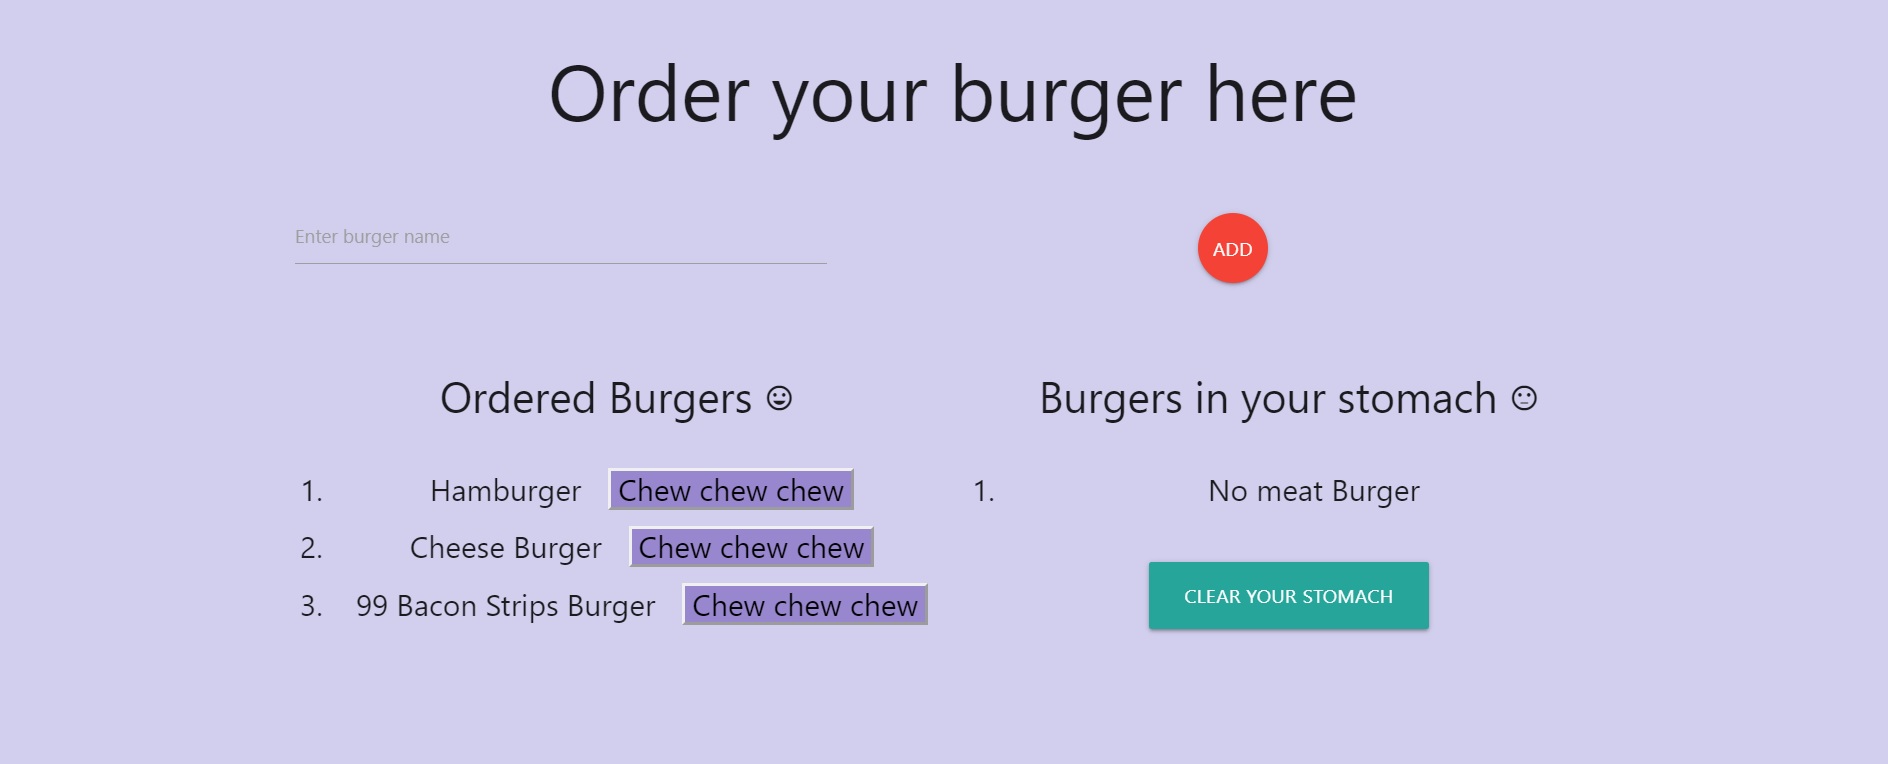 Order your burger here
Enter burger name
ADD
Ordered Burgers
1. Hamburger Chew chew chew
2. Cheese Burger Chew chew chew
3. 99 Bacon Strips Burger Chew chew chew
Burgers in your stomach
1. No meat Burger
CLEAR YOUR STOMACH